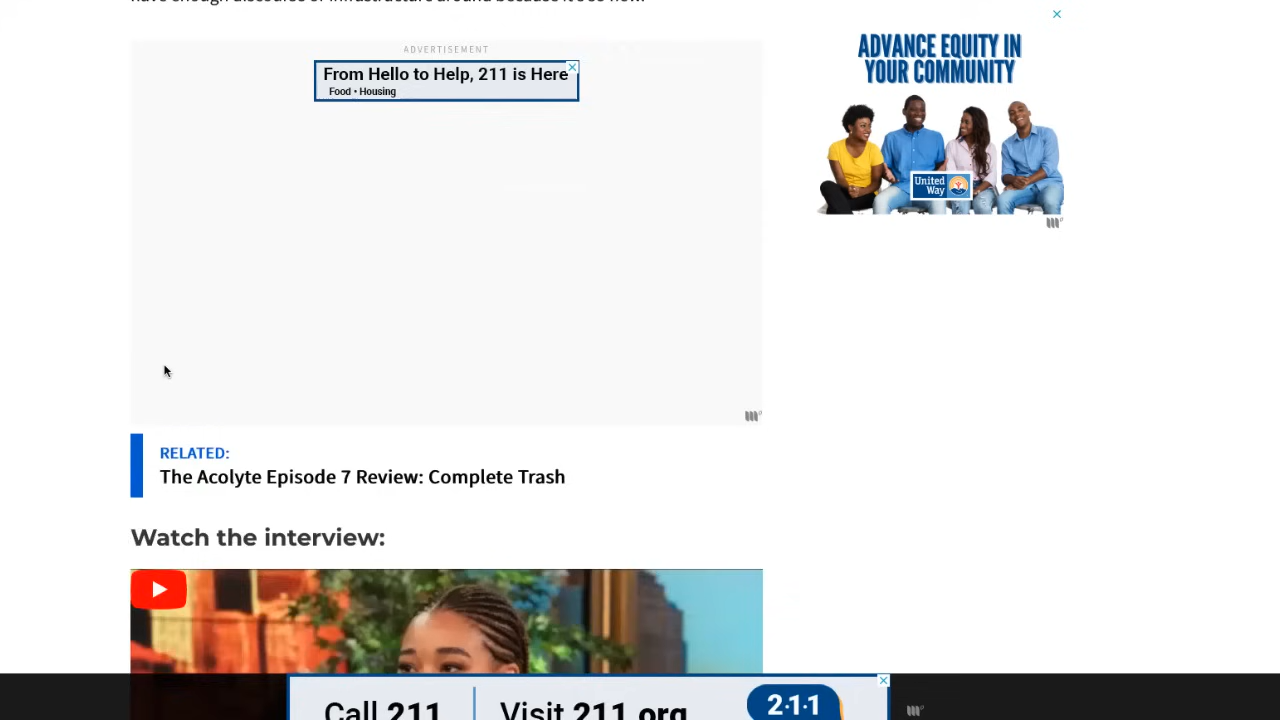 ADVERTISEMENT
From Hello to Help, 211 is Here
Food • Housing
ADVANCE EQUITY IN
YOUR COMMUNITY
United
Way
RELATED:
The Acolyte Episode 7 Review: Complete Trash
Watch the interview:
Call 211
Visit 211.org
2·1·1